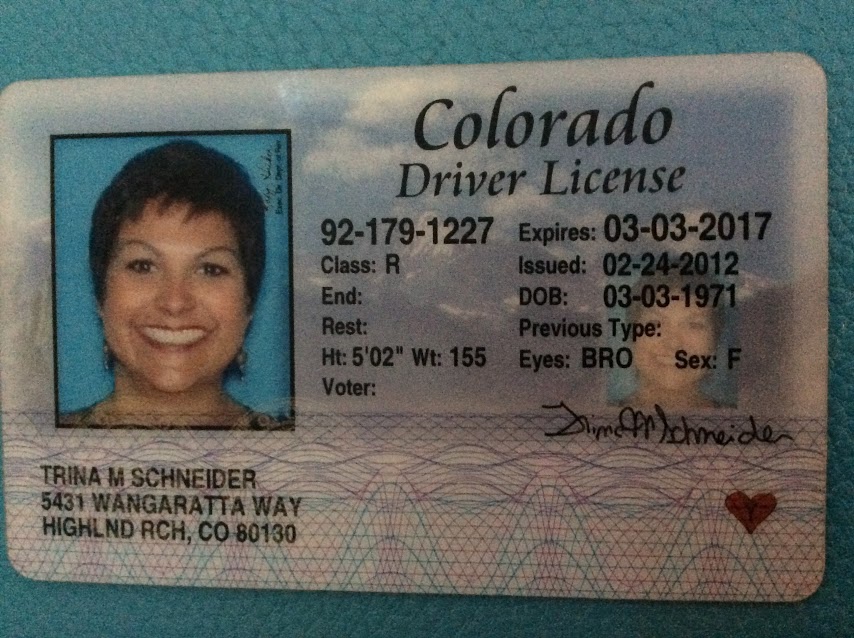 Colorado
Driver License
92-179-1227 Expires: 03-03-2017
Class: R Issued: 02-24-2012
End: DOB: 03-03-1971
Rest: Previous Type:
Ht: 5'02" Wt: 155 Eyes: BRO Sex: F
Voter:
Trina M Schneider
TRINA M SCHNEIDER
5431 WANGARATTA WAY
HIGHLND RCH, CO 80130